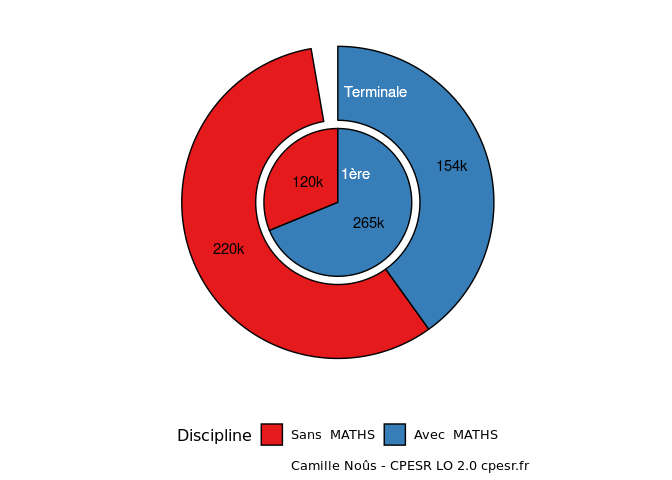 Terminale
154k
1ère
120k
265k
220k
Discipline
Sans MATHS
Avec MATHS
Camille Noûs - CPESR LO 2.0 cpesr.fr